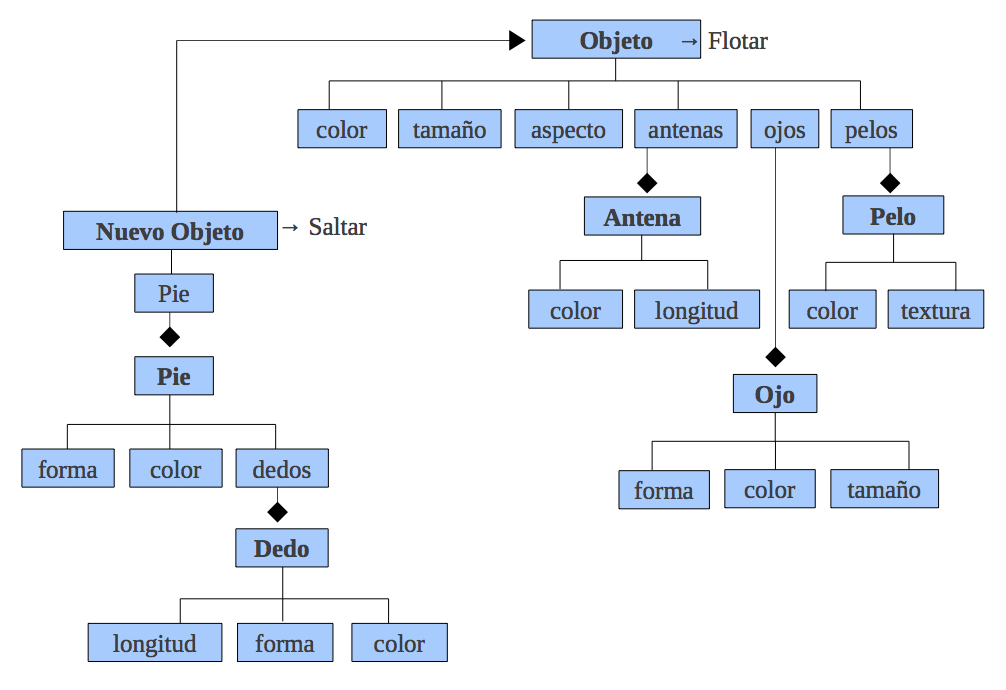 Objeto → Flotar
color tamaño aspecto antenas ojos pelos
Antena Pelo
Nuevo Objeto → Saltar
Pie color longitud color textura
Pie Ojo
forma color dedos
forma color tamaño
Dedo
longitud forma color